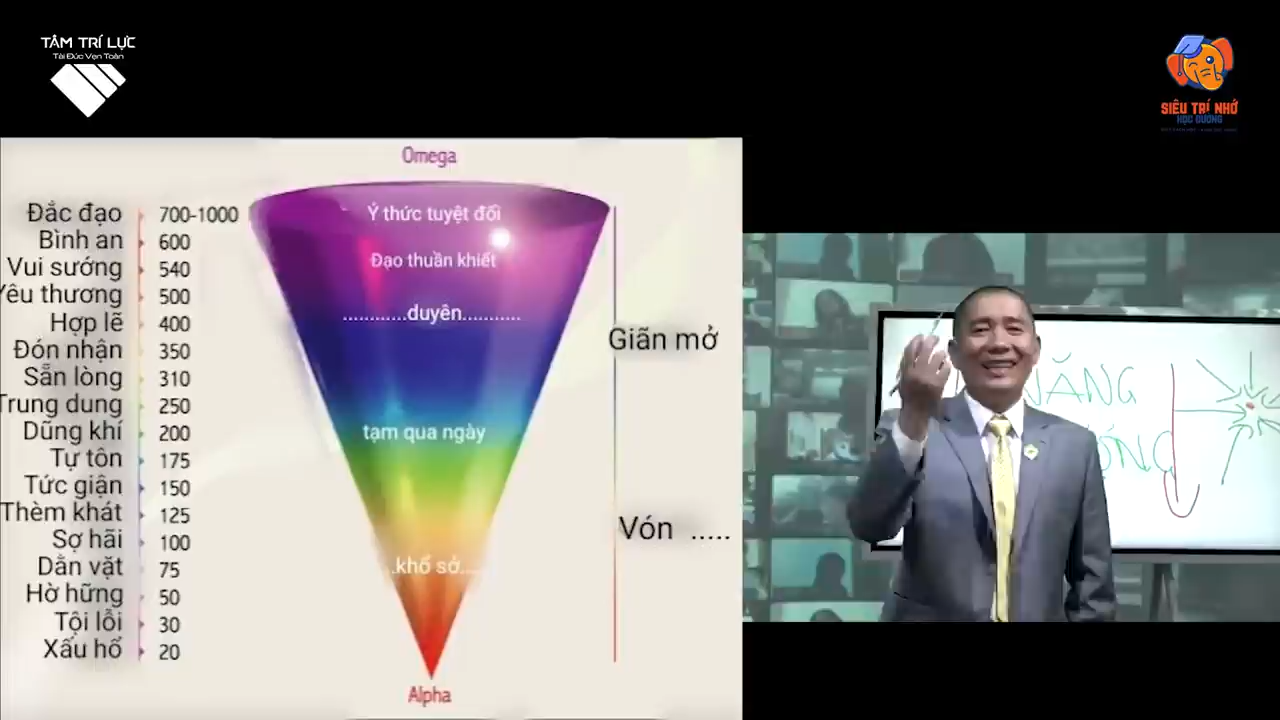 TÂM TRÍ LỰC
Tài Đức Vẹn Toàn
SIÊU TRÍ NHỚ
HỌC ĐƯỜNG
Omega
Đắc đạo 700-1000
Bình an 600
Vui sướng 540
Yêu thương 500
Hợp lẽ 400
Đón nhận 350
Sẵn lòng 310
Trung dung 250
Dũng khí 200
Tự tôn 175
Tức giận 150
Thèm khát 125
Sợ hãi 100
Dằn vặt 75
Hờ hững 50
Tội lỗi 30
Xấu hổ 20
Ý thức tuyệt đối
Đạo thuần khiết
............duyên..........
tạm qua ngày
..khổ sở....
Alpha
Giãn mở
Vón .....
NĂNG